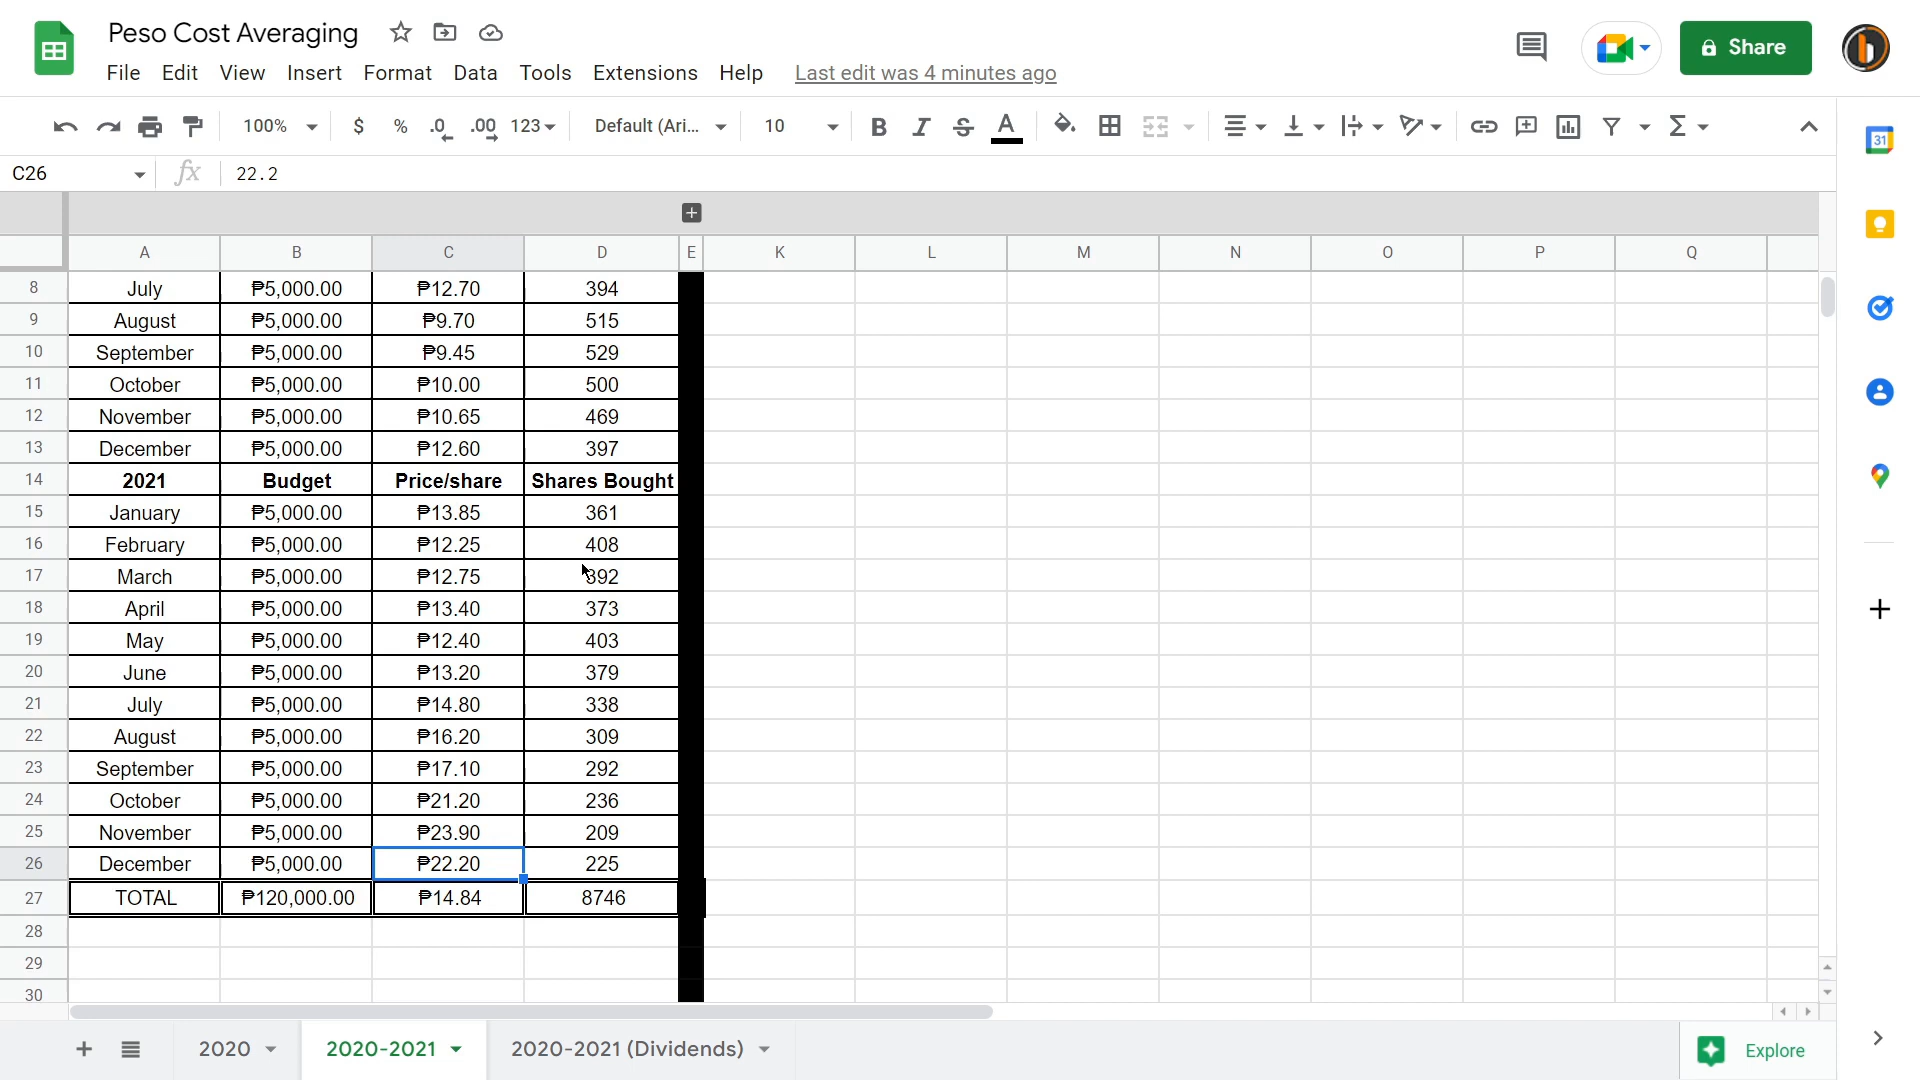 Peso Cost Averaging
File Edit View Insert Format Data Tools Extensions Help Last edit was 4 minutes ago
Share
100% $ % .0 .00 123 Default (Ari... 10 B I S A
31
C26 fx 22.2
A B C D E K L M N O P Q
8 July ₱5,000.00 ₱12.70 394
9 August ₱5,000.00 ₱9.70 515
10 September ₱5,000.00 ₱9.45 529
11 October ₱5,000.00 ₱10.00 500
12 November ₱5,000.00 ₱10.65 469
13 December ₱5,000.00 ₱12.60 397
14 2021 Budget Price/share Shares Bought
15 January ₱5,000.00 ₱13.85 361
16 February ₱5,000.00 ₱12.25 408
17 March ₱5,000.00 ₱12.75 392
18 April ₱5,000.00 ₱13.40 373
19 May ₱5,000.00 ₱12.40 403
20 June ₱5,000.00 ₱13.20 379
21 July ₱5,000.00 ₱14.80 338
22 August ₱5,000.00 ₱16.20 309
23 September ₱5,000.00 ₱17.10 292
24 October ₱5,000.00 ₱21.20 236
25 November ₱5,000.00 ₱23.90 209
26 December ₱5,000.00 ₱22.20 225
27 TOTAL ₱120,000.00 ₱14.84 8746
28
29
30
2020 2020-2021 2020-2021 (Dividends) Explore